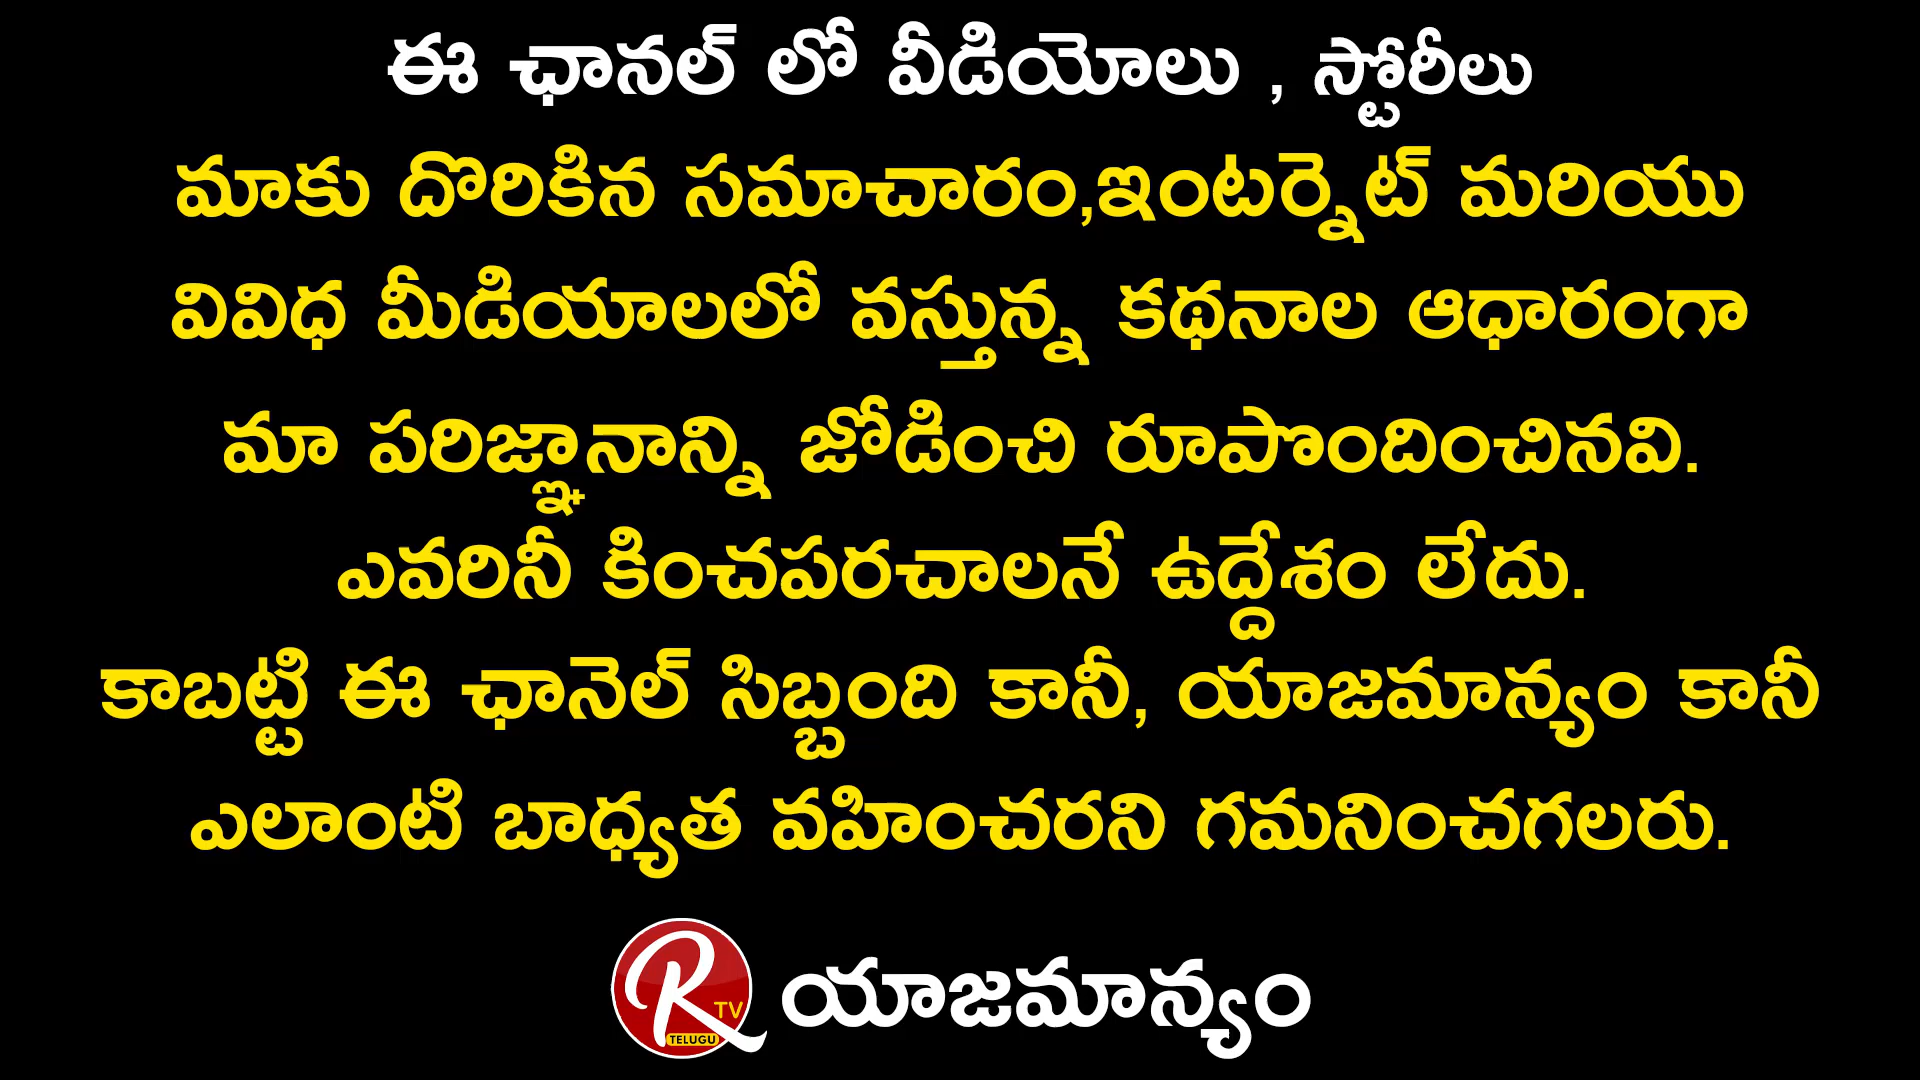 ఈ ఛానల్ లో వీడియోలు , స్టోరీలు
మాకు దొరికిన సమాచారం,ఇంటర్నెట్ మరియు
వివిధ మీడియాలలో వస్తున్న కథనాల ఆధారంగా
మా పరిజ్ఞానాన్ని జోడించి రూపొందించినవి.
ఎవరినీ కించపరచాలనే ఉద్దేశం లేదు.
కాబట్టి ఈ ఛానెల్ సిబ్బంది కానీ, యాజమాన్యం కానీ
ఎలాంటి బాధ్యత వహించరని గమనించగలరు.
R TV TELUGU యాజమాన్యం